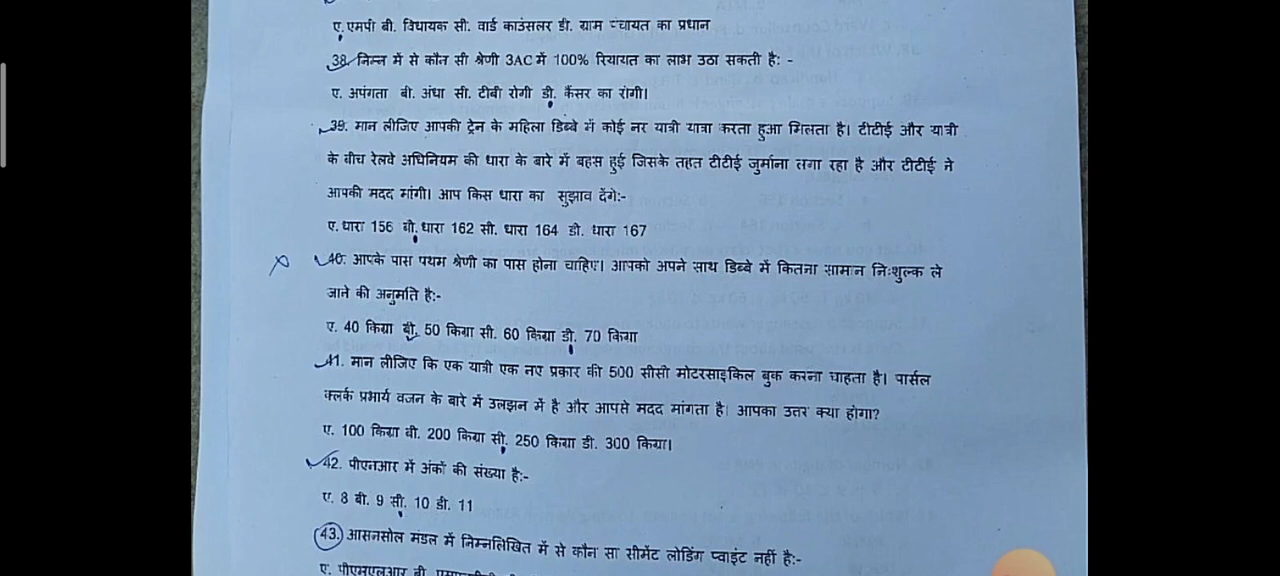 ए. एमपी बी. विधायक सी. वार्ड काउंसलर डी. ग्राम पंचायत का प्रधान
38. निम्न में से कौन सी श्रेणी 3AC में 100% रियायत का लाभ उठा सकती है: -
ए. अपंगता बी. अंधा सी. टीबी रोगी डी. कैंसर का रोगी।
39. मान लीजिए आपकी ट्रेन के महिला डिब्बे में कोई नर यात्री यात्रा करता हुआ मिलता है। टीटीई और यात्री
के बीच रेलवे अधिनियम की धारा के बारे में बहस हुई जिसके तहत टीटीई जुर्माना लगा रहा है और टीटीई ने
आपकी मदद मांगी। आप किस धारा का सुझाव देंगे:-
ए. धारा 156 बी. धारा 162 सी. धारा 164 डी. धारा 167
40. आपके पास पथम श्रेणी का पास होना चाहिए। आपको अपने साथ डिब्बे में कितना सामान निःशुल्क ले
जाने की अनुमति है:-
ए. 40 किग्रा बी. 50 किग्रा सी. 60 किग्रा डी. 70 किग्रा
41. मान लीजिए कि एक यात्री एक नए प्रकार की 500 सीसी मोटरसाइकिल बुक करना चाहता है। पार्सल
क्लर्क प्रभार्य वजन के बारे में उलझन में है और आपसे मदद मांगता है। आपका उत्तर क्या होगा?
ए. 100 किग्रा बी. 200 किग्रा सी. 250 किग्रा डी. 300 किग्रा।
42. पीएनआर में अंकों की संख्या है:-
ए. 8 बी. 9 सी. 10 डी. 11
43. आसनसोल मंडल में निम्नलिखित में से कौन सा सीमेंट लोडिंग प्वाइंट नहीं है:-
ए. पीएमएलआर बी.